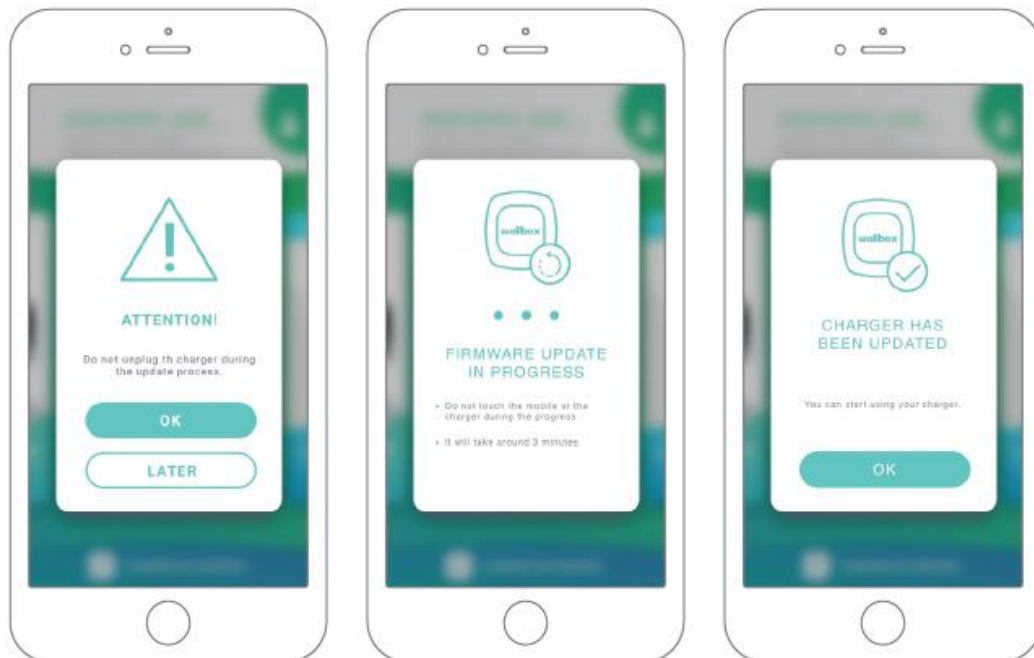 ATTENTION!
Do not unplug th charger during
the update process.
OK
LATER
wallbox
FIRMWARE UPDATE
IN PROGRESS
• Do not touch the mobile or the
charger during the progress
• It will take around 3 minutes
wallbox
CHARGER HAS
BEEN UPDATED
You can start using your charger.
OK